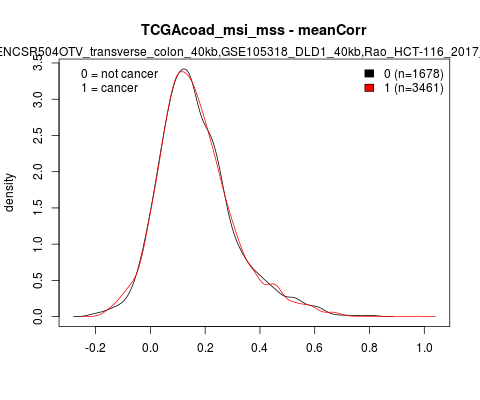 TCGAcoad_msi_mss - meanCorr
ENCSR504OTV_transverse_colon_40kb,GSE105318_DLD1_40kb,Rao_HCT-116_2017_
0 = not cancer
1 = cancer
0 (n=1678)
1 (n=3461)
density
0.0 0.5 1.0 1.5 2.0 2.5 3.0 3.5
-0.2 0.0 0.2 0.4 0.6 0.8 1.0